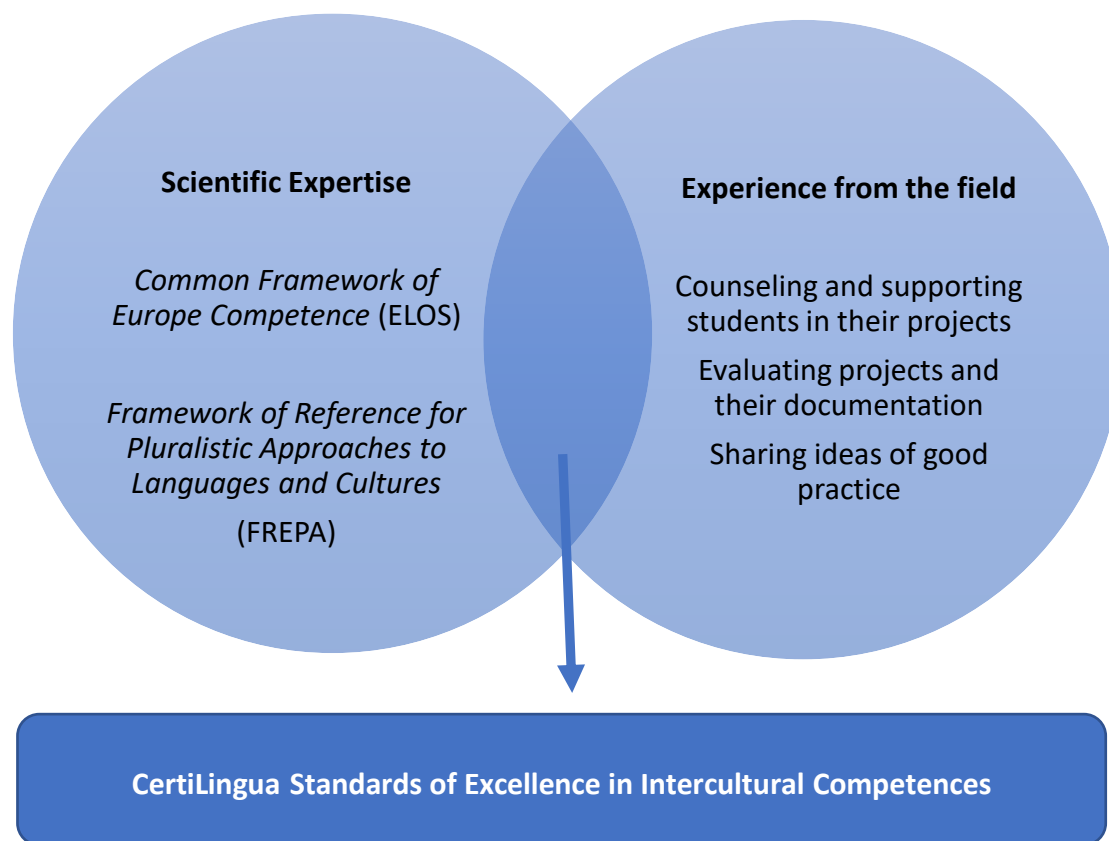 Scientific Expertise
Common Framework of
Europe Competence (ELOS)
Framework of Reference for
Pluralistic Approaches to
Languages and Cultures
(FREPA)
Experience from the field
Counseling and supporting
students in their projects
Evaluating projects and
their documentation
Sharing ideas of good
practice
CertiLingua Standards of Excellence in Intercultural Competences